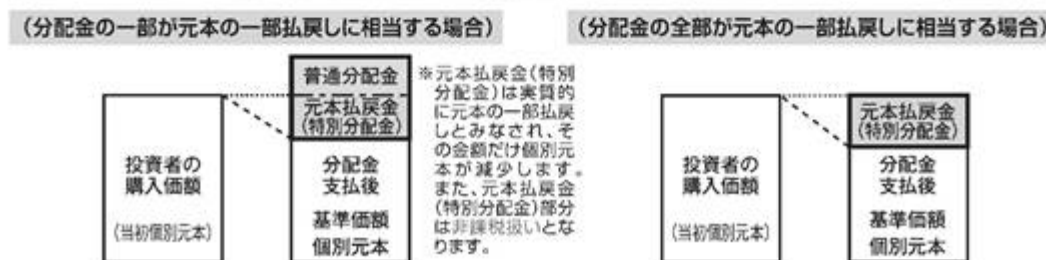 (分配金の一部が元本の一部払戻しに相当する場合)
普通分配金
元本払戻金
(特別分配金)
投資者の
購入価額
(当初個別元本)
分配金
支払後
基準価額
個別元本
※元本払戻金(特別
分配金)は実質的
に元本の一部払戻
しとみなされ、そ
の金額だけ個別元
本が減少します。
また、元本払戻金
(特別分配金)部分
は非課税扱いとな
ります。
(分配金の全部が元本の一部払戻しに相当する場合)
元本払戻金
(特別分配金)
投資者の
購入価額
(当初個別元本)
分配金
支払後
基準価額
個別元本